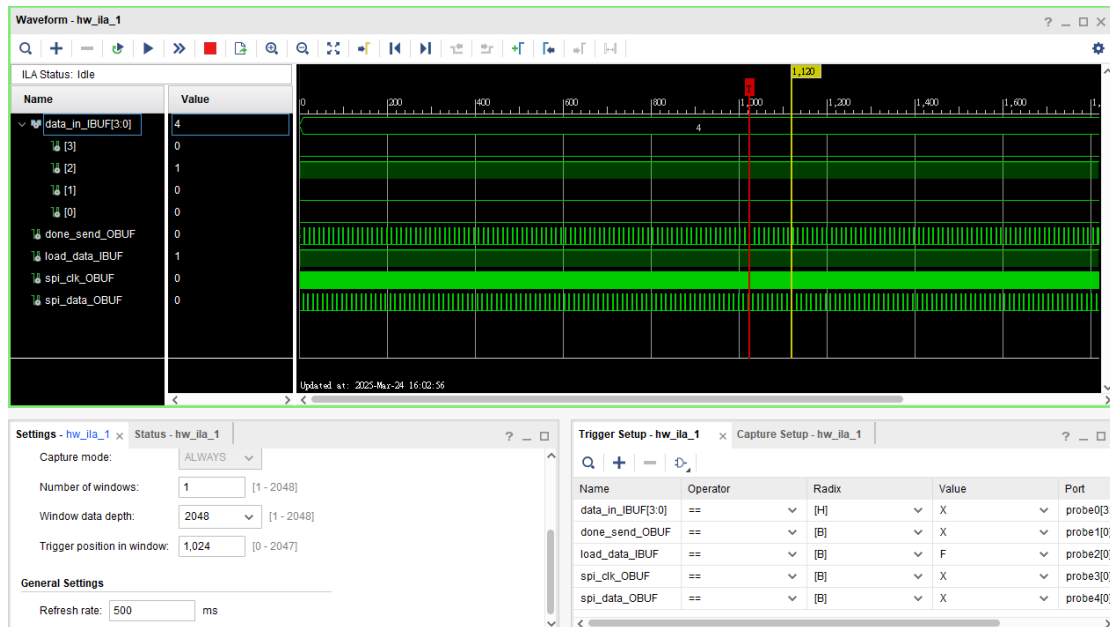 Waveform - hw_ila_1
ILA Status: Idle
Name Value
1,120
0 200 400 600 800 1,000 1,200 1,400 1,600
data_in_IBUF[3:0] 4 4
[3] 0
[2] 1
[1] 0
[0] 0
done_send_OBUF 0
load_data_IBUF 1
spi_clk_OBUF 0
spi_data_OBUF 0
Updated at: 2025-Mar-24 16:02:56
Settings - hw_ila_1 Status - hw_ila_1
Capture mode: ALWAYS
Number of windows: 1 [1 - 2048]
Window data depth: 2048 [1 - 2048]
Trigger position in window: 1,024 [0 - 2047]
General Settings
Refresh rate: 500 ms
Trigger Setup - hw_ila_1 Capture Setup - hw_ila_1
Name Operator Radix Value Port
data_in_IBUF[3:0] == [H] X probe0[3:
done_send_OBUF == [B] X probe1[0]
load_data_IBUF == [B] F probe2[0]
spi_clk_OBUF == [B] X probe3[0]
spi_data_OBUF == [B] X probe4[0]